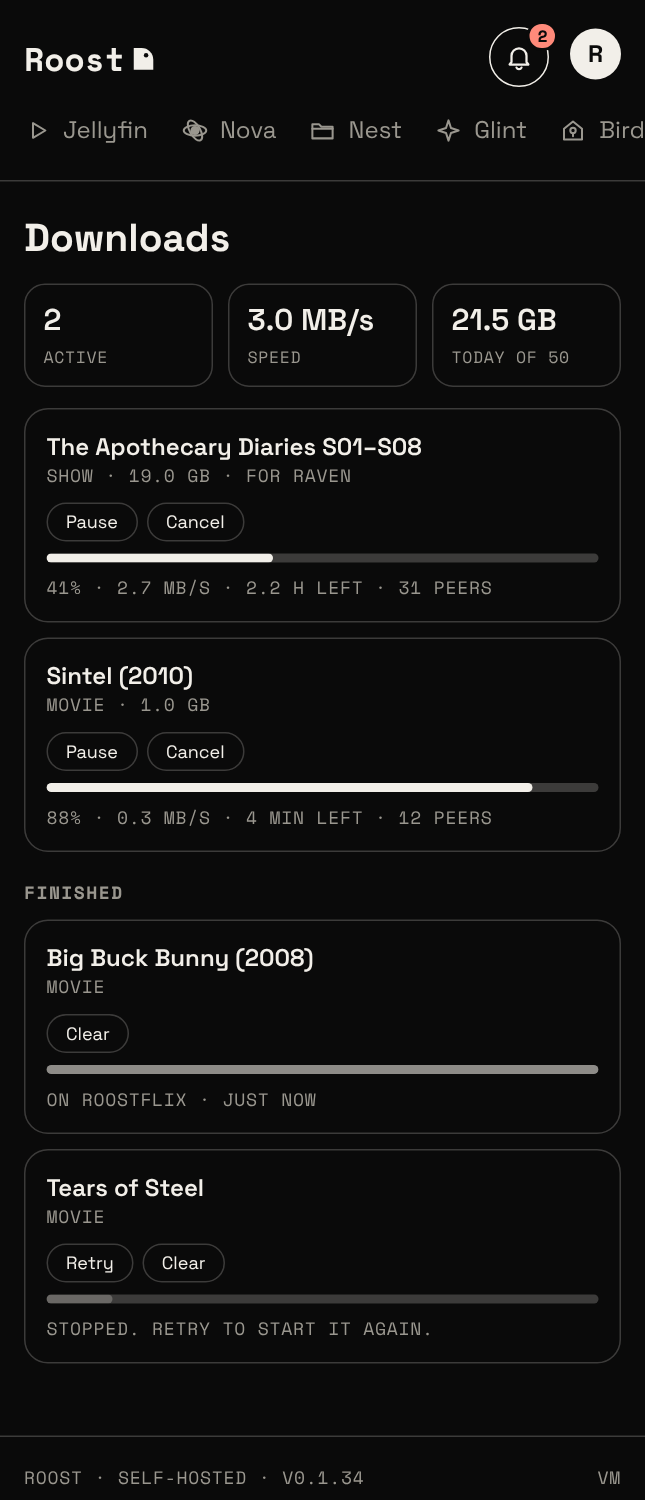 Roost
2
R
Jellyfin Nova Nest Glint Bird
Downloads
2 3.0 MB/s 21.5 GB
ACTIVE SPEED TODAY OF 50
The Apothecary Diaries S01–S08
SHOW · 19.0 GB · FOR RAVEN
Pause Cancel
41% · 2.7 MB/S · 2.2 H LEFT · 31 PEERS
Sintel (2010)
MOVIE · 1.0 GB
Pause Cancel
88% · 0.3 MB/S · 4 MIN LEFT · 12 PEERS
FINISHED
Big Buck Bunny (2008)
MOVIE
Clear
ON ROOSTFLIX · JUST NOW
Tears of Steel
MOVIE
Retry Clear
STOPPED. RETRY TO START IT AGAIN.
ROOST · SELF-HOSTED · V0.1.34 VM